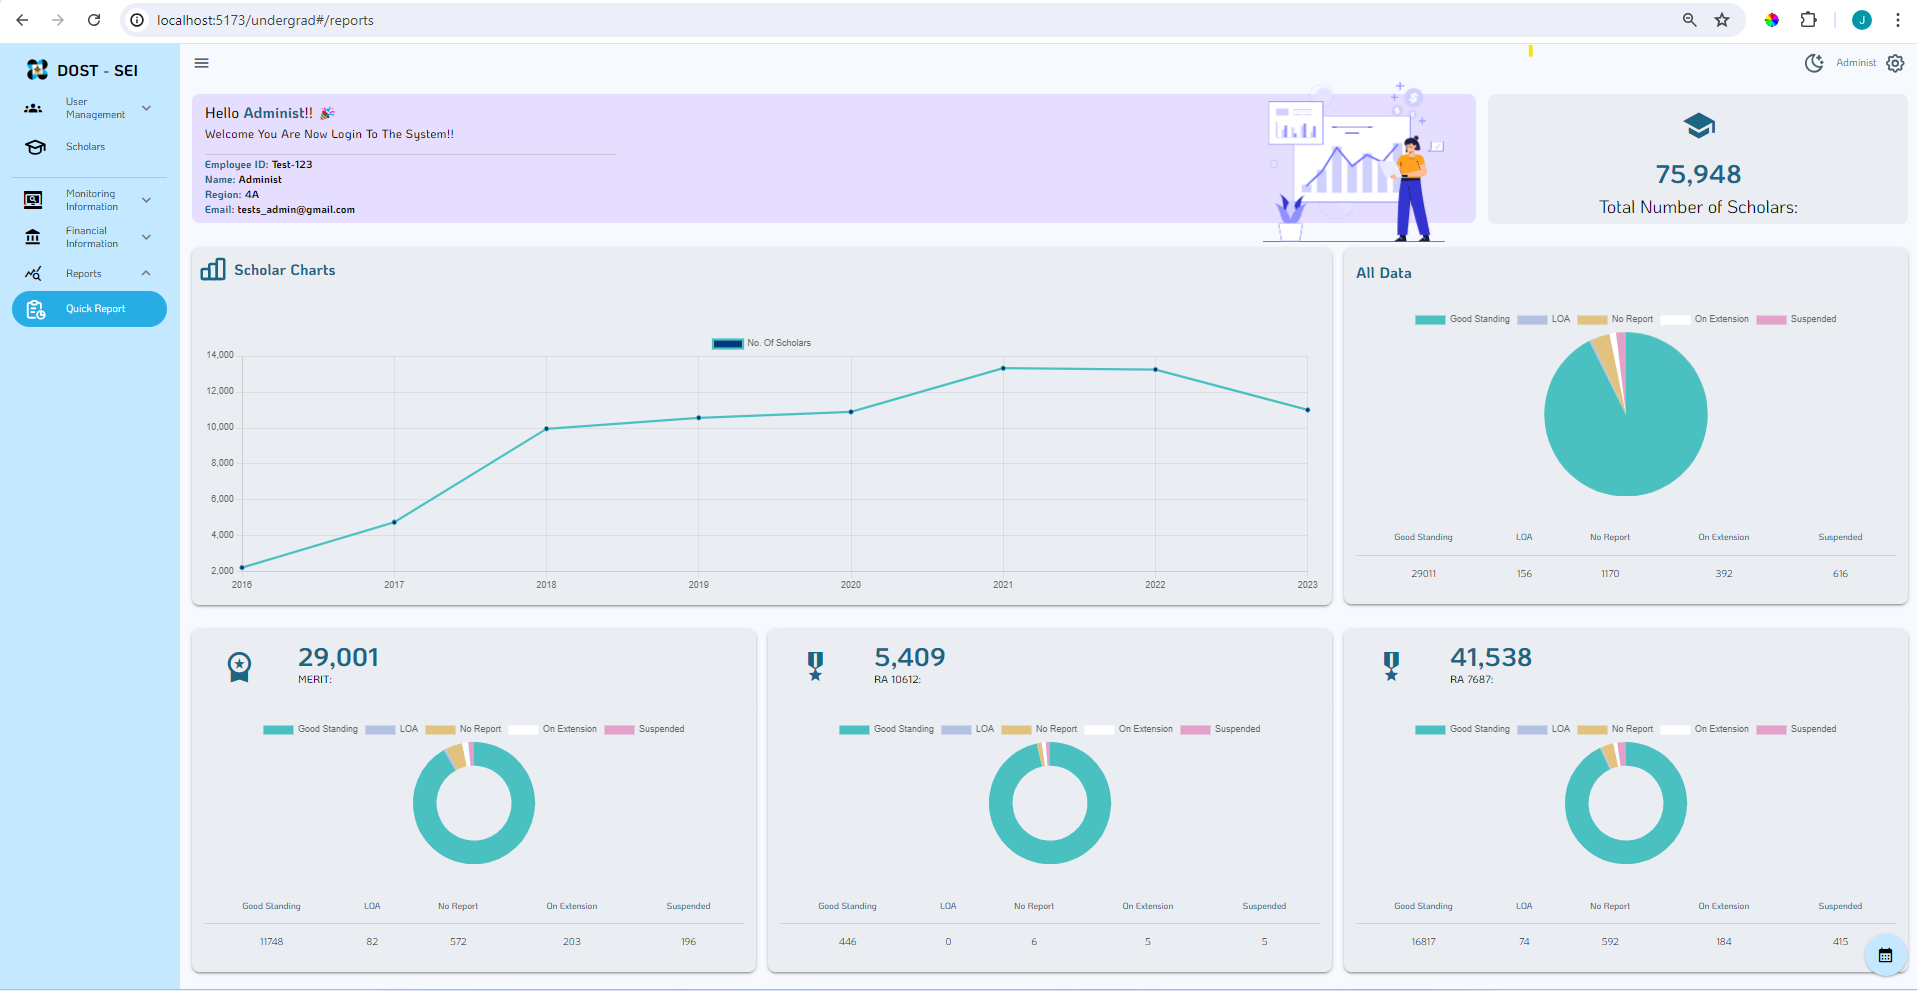 localhost:5173/undergrad#/reports
J
DOST - SEI
Administ
User
Management
Scholars
Monitoring
Information
Financial
Information
Reports
Quick Report
Hello Administ!!
Welcome You Are Now Login To The System!!
Employee ID: Test-123
Name: Administ
Region: 4A
Email: tests_admin@gmail.com
75,948
Total Number of Scholars:
Scholar Charts
No. Of Scholars
14,000
12,000
10,000
8,000
6,000
4,000
2,000
2016 2017 2018 2019 2020 2021 2022 2023
All Data
Good Standing LOA No Report On Extension Suspended
Good Standing LOA No Report On Extension Suspended
29011 156 1170 392 616
29,001
MERIT:
Good Standing LOA No Report On Extension Suspended
Good Standing LOA No Report On Extension Suspended
11748 82 572 203 196
5,409
RA 10612:
Good Standing LOA No Report On Extension Suspended
Good Standing LOA No Report On Extension Suspended
446 0 6 5 5
41,538
RA 7687:
Good Standing LOA No Report On Extension Suspended
Good Standing LOA No Report On Extension Suspended
16817 74 592 184 415